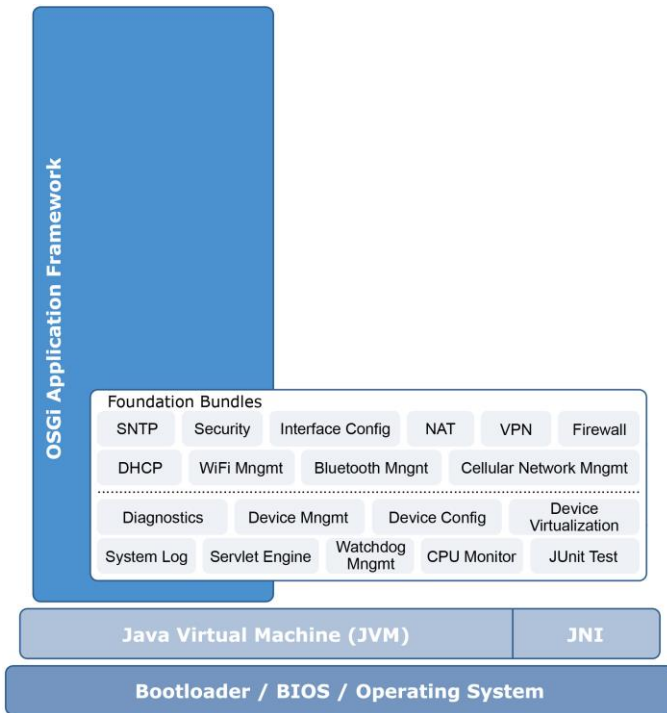 OSGi Application Framework
Foundation Bundles
SNTP Security Interface Config NAT VPN Firewall
DHCP WiFi Mngmt Bluetooth Mngnt Cellular Network Mngmt
Diagnostics Device Mngmt Device Config Device Virtualization
System Log Servlet Engine Watchdog Mngmt CPU Monitor JUnit Test
Java Virtual Machine (JVM) JNI
Bootloader / BIOS / Operating System